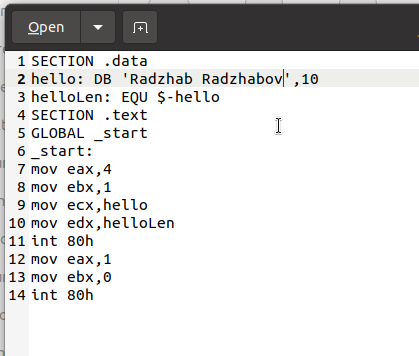 Open
1 SECTION .data
2 hello: DB 'Radzhab Radzhabov',10
3 helloLen: EQU $-hello
4 SECTION .text
5 GLOBAL _start
6 _start:
7 mov eax,4
8 mov ebx,1
9 mov ecx,hello
10 mov edx,helloLen
11 int 80h
12 mov eax,1
13 mov ebx,0
14 int 80h